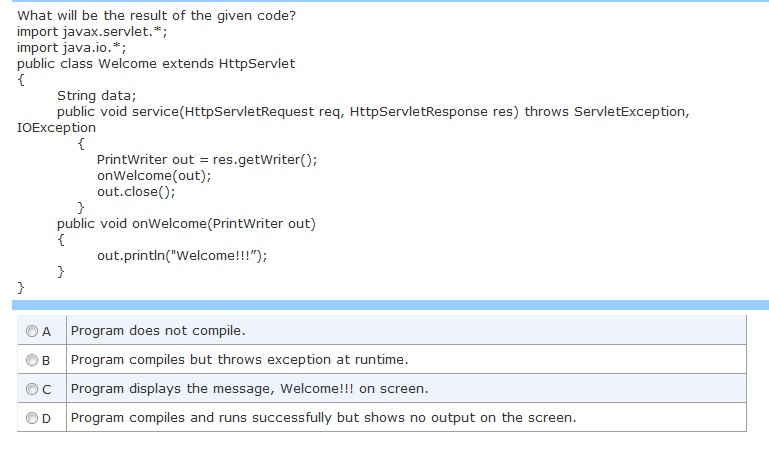 What will be the result of the given code?
import javax.servlet.*;
import java.io.*;
public class Welcome extends HttpServlet
{
String data;
public void service(HttpServletRequest req, HttpServletResponse res) throws ServletException,
IOException
{
PrintWriter out = res.getWriter();
onWelcome(out);
out.close();
}
public void onWelcome(PrintWriter out)
{
out.println("Welcome!!!”);
}
}
A Program does not compile.
B Program compiles but throws exception at runtime.
C Program displays the message, Welcome!!! on screen.
D Program compiles and runs successfully but shows no output on the screen.